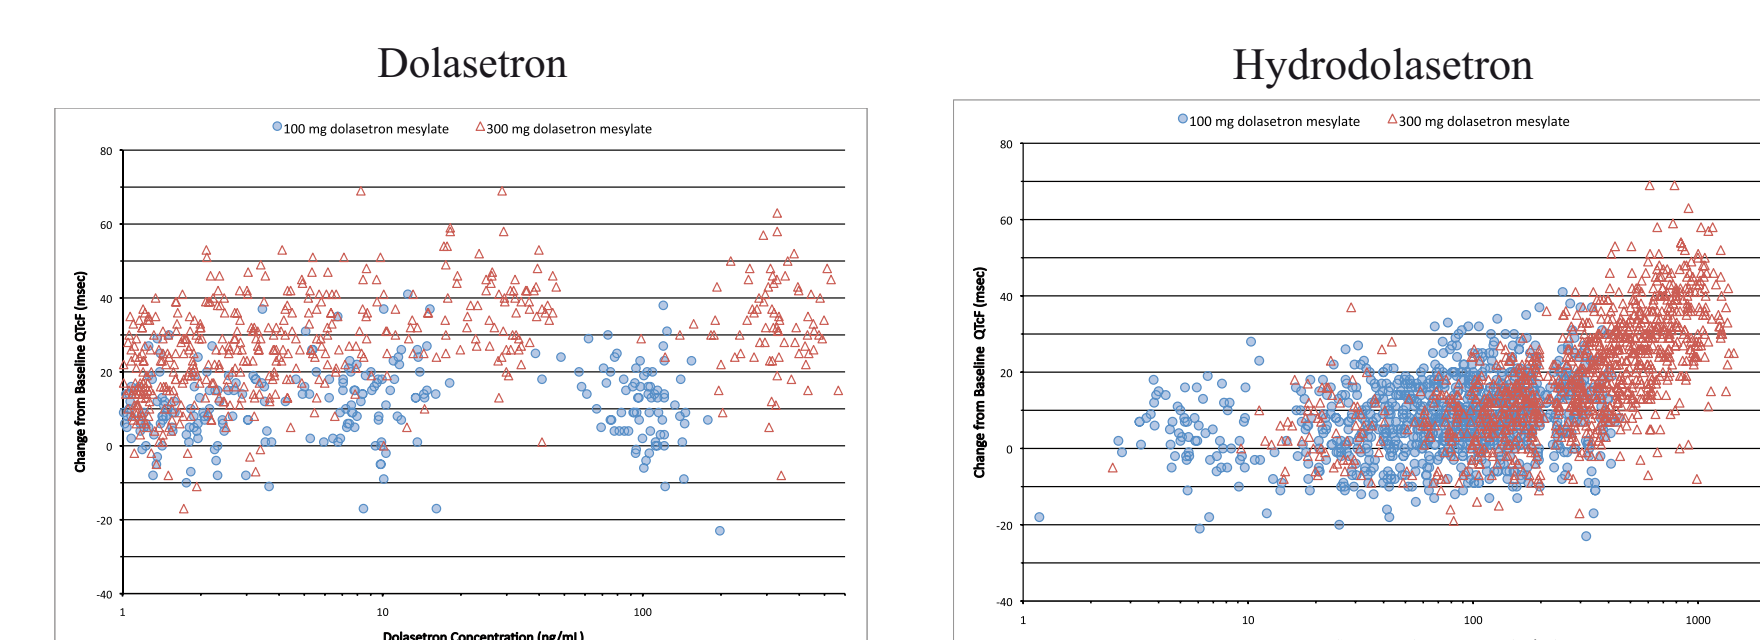 Dolasetron
100 mg dolasetron mesylate 300 mg dolasetron mesylate
Change from Baseline QTcF (msec)
80
60
40
20
0
-20
-40
1 10 100
Dolasetron Concentration (ng/mL)
Hydrodolasetron
100 mg dolasetron mesylate 300 mg dolasetron mesylate
Change from Baseline QTcF (msec)
80
60
40
20
0
-20
-40
1 10 100 1000